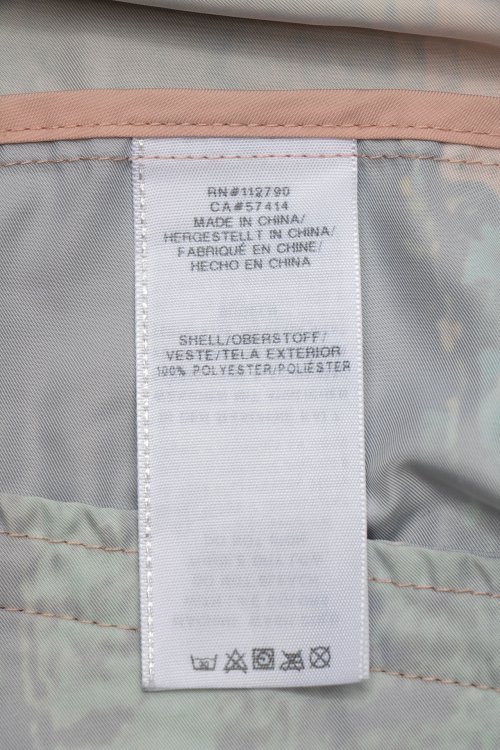 RN#112790
CA#57414
MADE IN CHINA/
HERGESTELLT IN CHINA/
FABRIQUÉ EN CHINE/
HECHO EN CHINA
SHELL/OBERSTOFF/
VESTE/TELA EXTERIOR
100% POLYESTER/POLIÉSTER